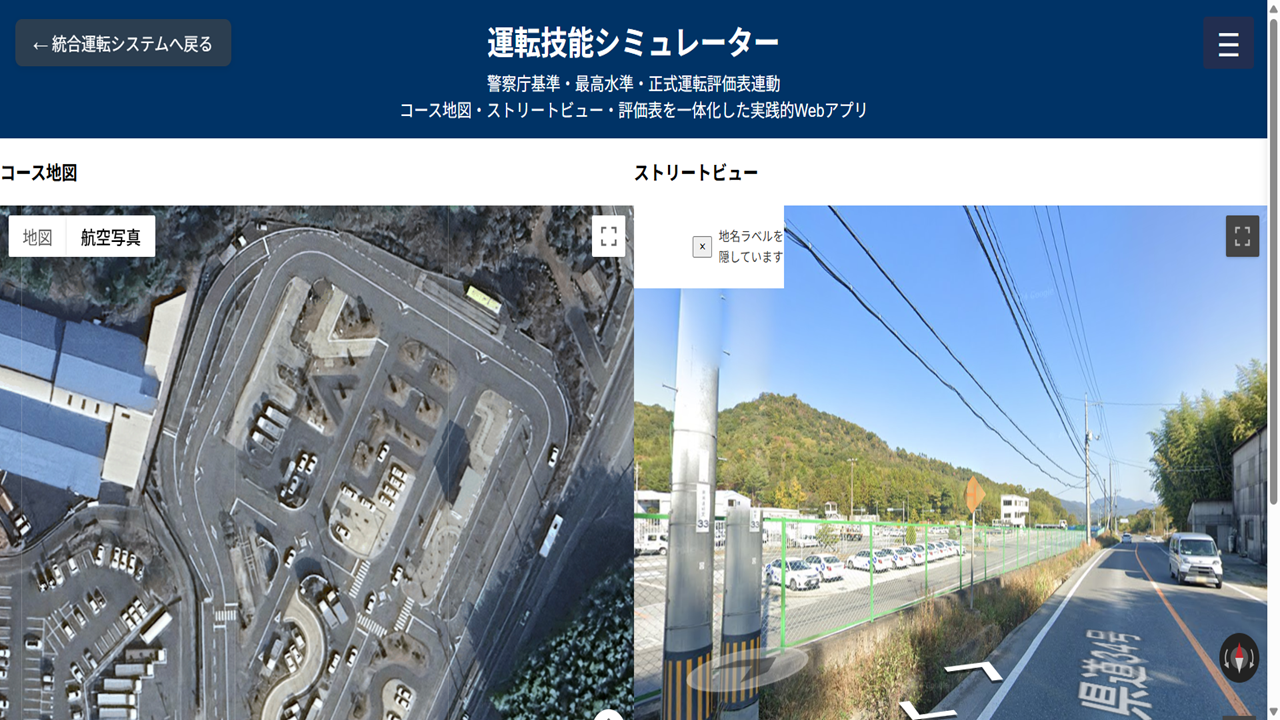 ← 統合運転システムへ戻る
運転技能シミュレーター
警察庁基準・最高水準・正式運転評価表連動
コース地図・ストリートビュー・評価表を一体化した実践的Webアプリ
コース地図
ストリートビュー
地図
航空写真
×
地名ラベルを
隠しています
33
33
県道34号